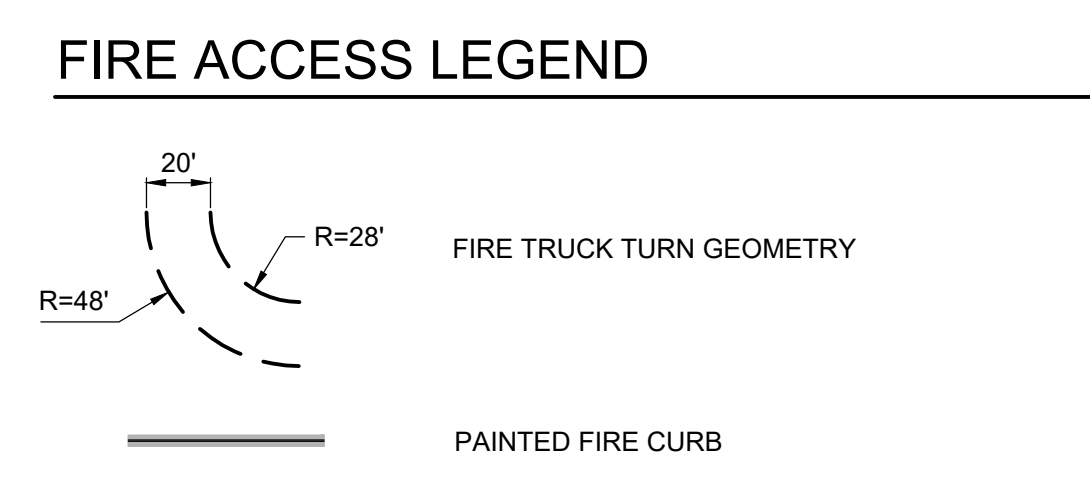 FIRE ACCESS LEGEND
20'
R=28'
FIRE TRUCK TURN GEOMETRY
R=48'
PAINTED FIRE CURB